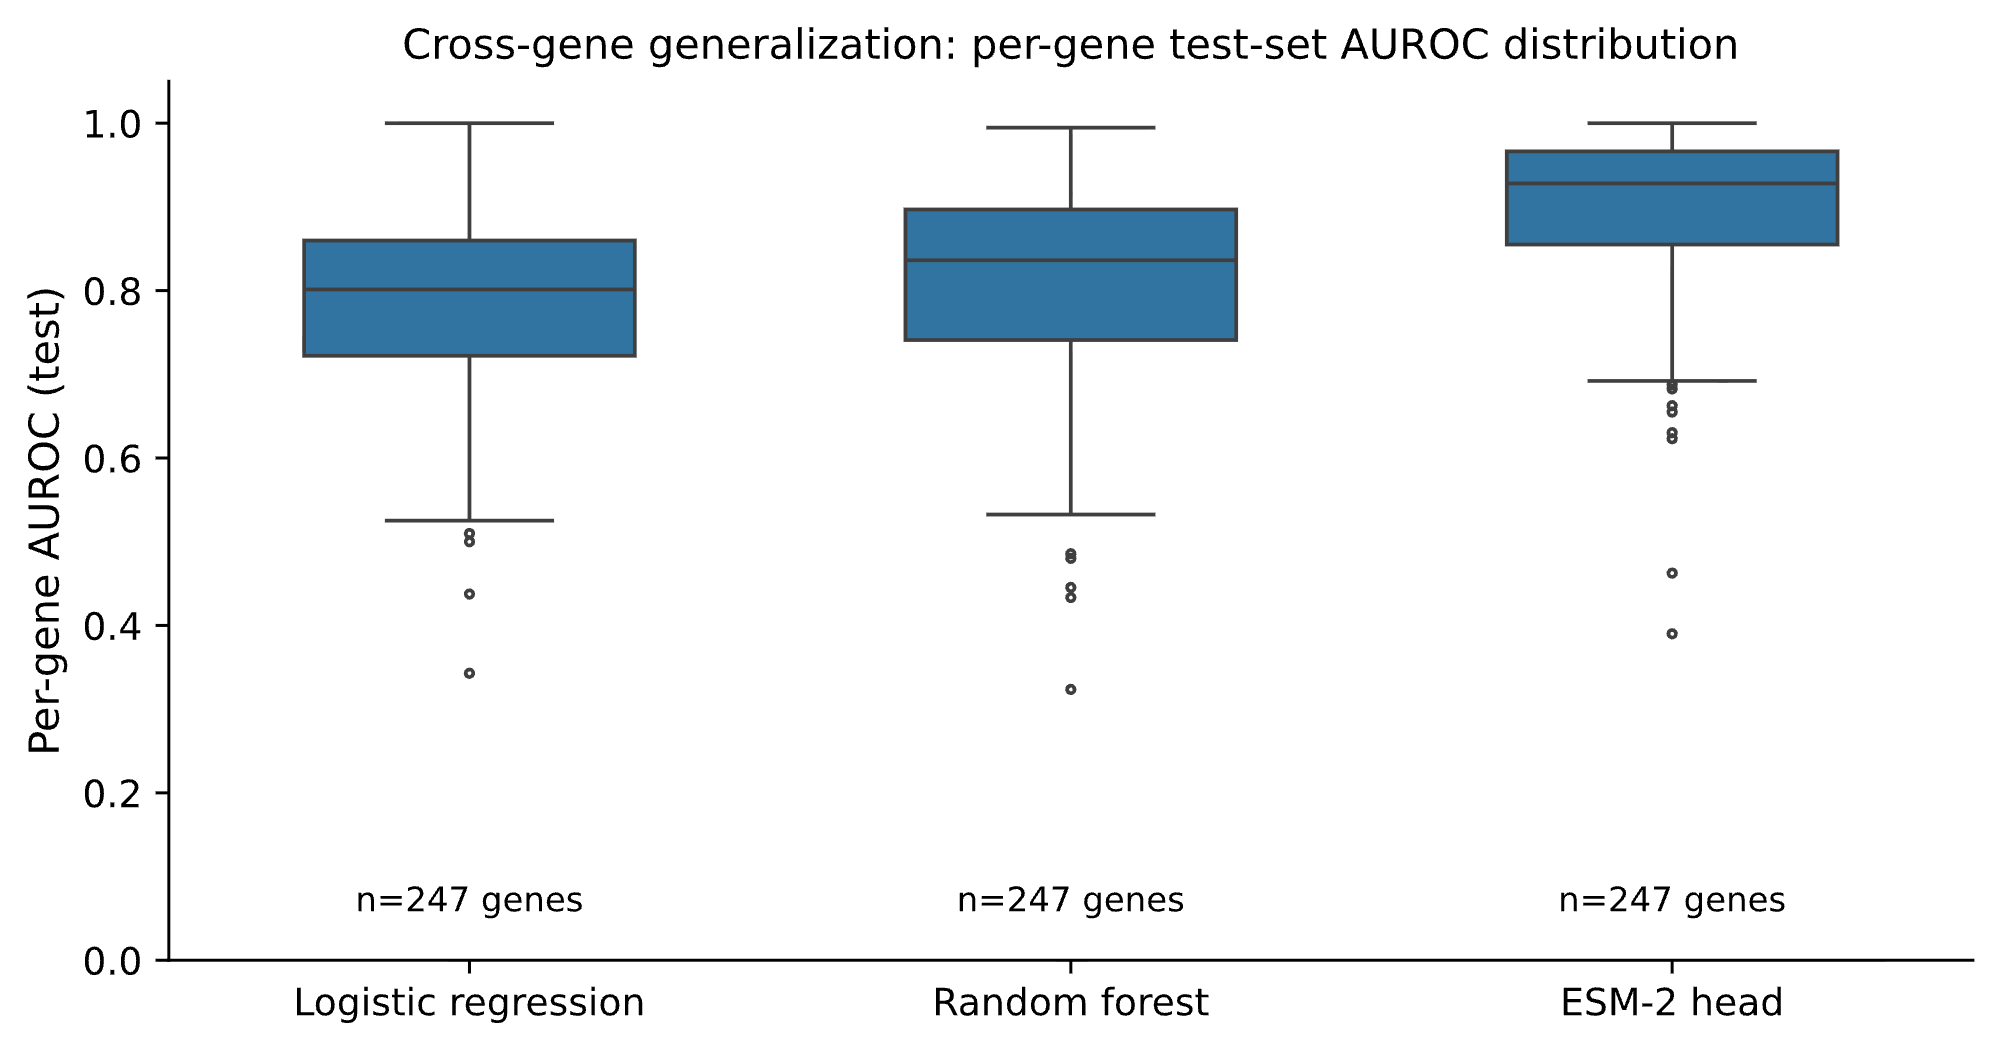 Cross-gene generalization: per-gene test-set AUROC distribution
Per-gene AUROC (test)
1.0
0.8
0.6
0.4
0.2
0.0
n=247 genes
n=247 genes
n=247 genes
Logistic regression
Random forest
ESM-2 head